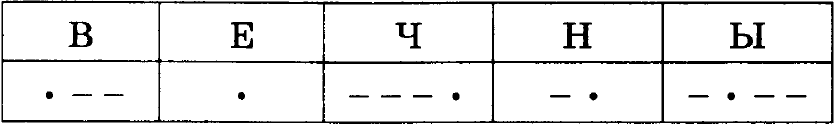 В Е Ч Н Ы
• – – • – – – • – • – • – –